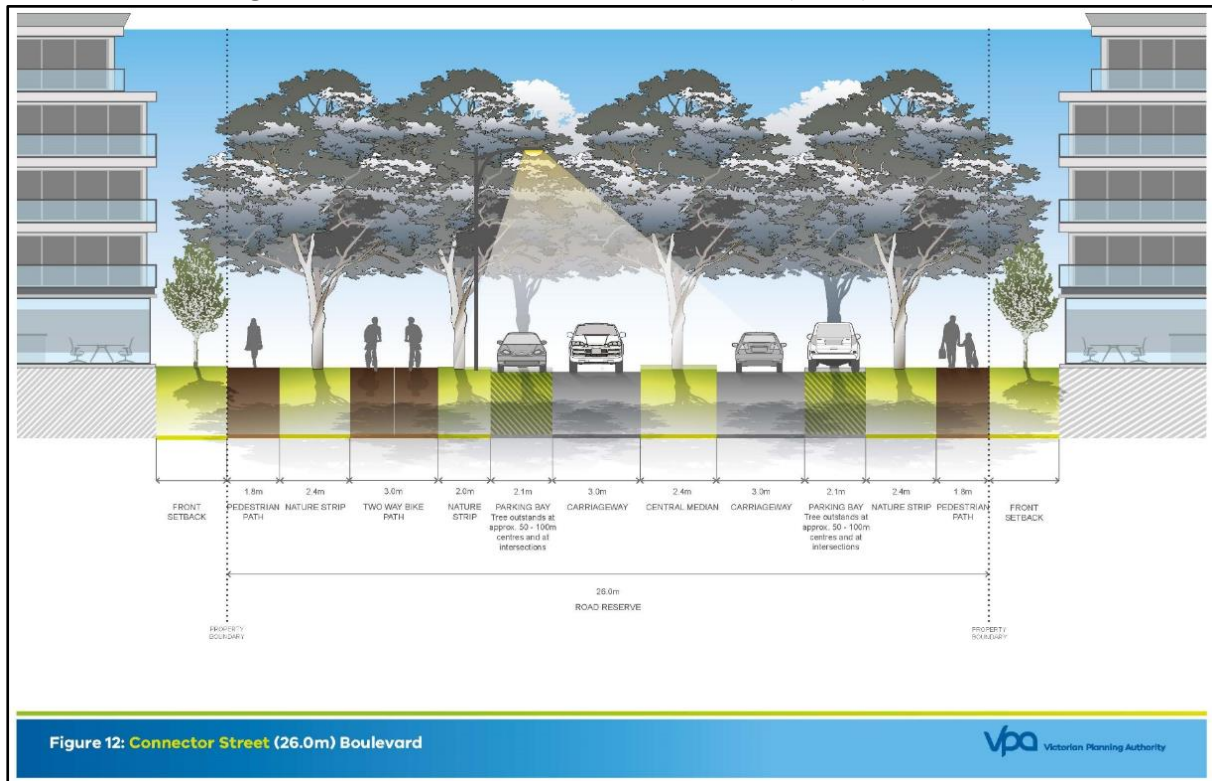 1.8m 2.4m 3.0m 2.0m 2.1m 3.0m 2.4m 3.0m 2.1m 2.4m 1.8m
FRONT SETBACK
PEDESTRIAN PATH
NATURE STRIP
TWO WAY BIKE PATH
NATURE STRIP
PARKING BAY
Tree outstands at
approx. 50 - 100m
centres and at
intersections
CARRIAGEWAY
CENTRAL MEDIAN
CARRIAGEWAY
PARKING BAY
Tree outstands at
approx. 50 - 100m
centres and at
intersections
NATURE STRIP
PEDESTRIAN PATH
FRONT SETBACK
26.0m
ROAD RESERVE
PROPERTY
BOUNDARY
PROPERTY
BOUNDARY
Figure 12: Connector Street (26.0m) Boulevard
vpa Victorian Planning Authority